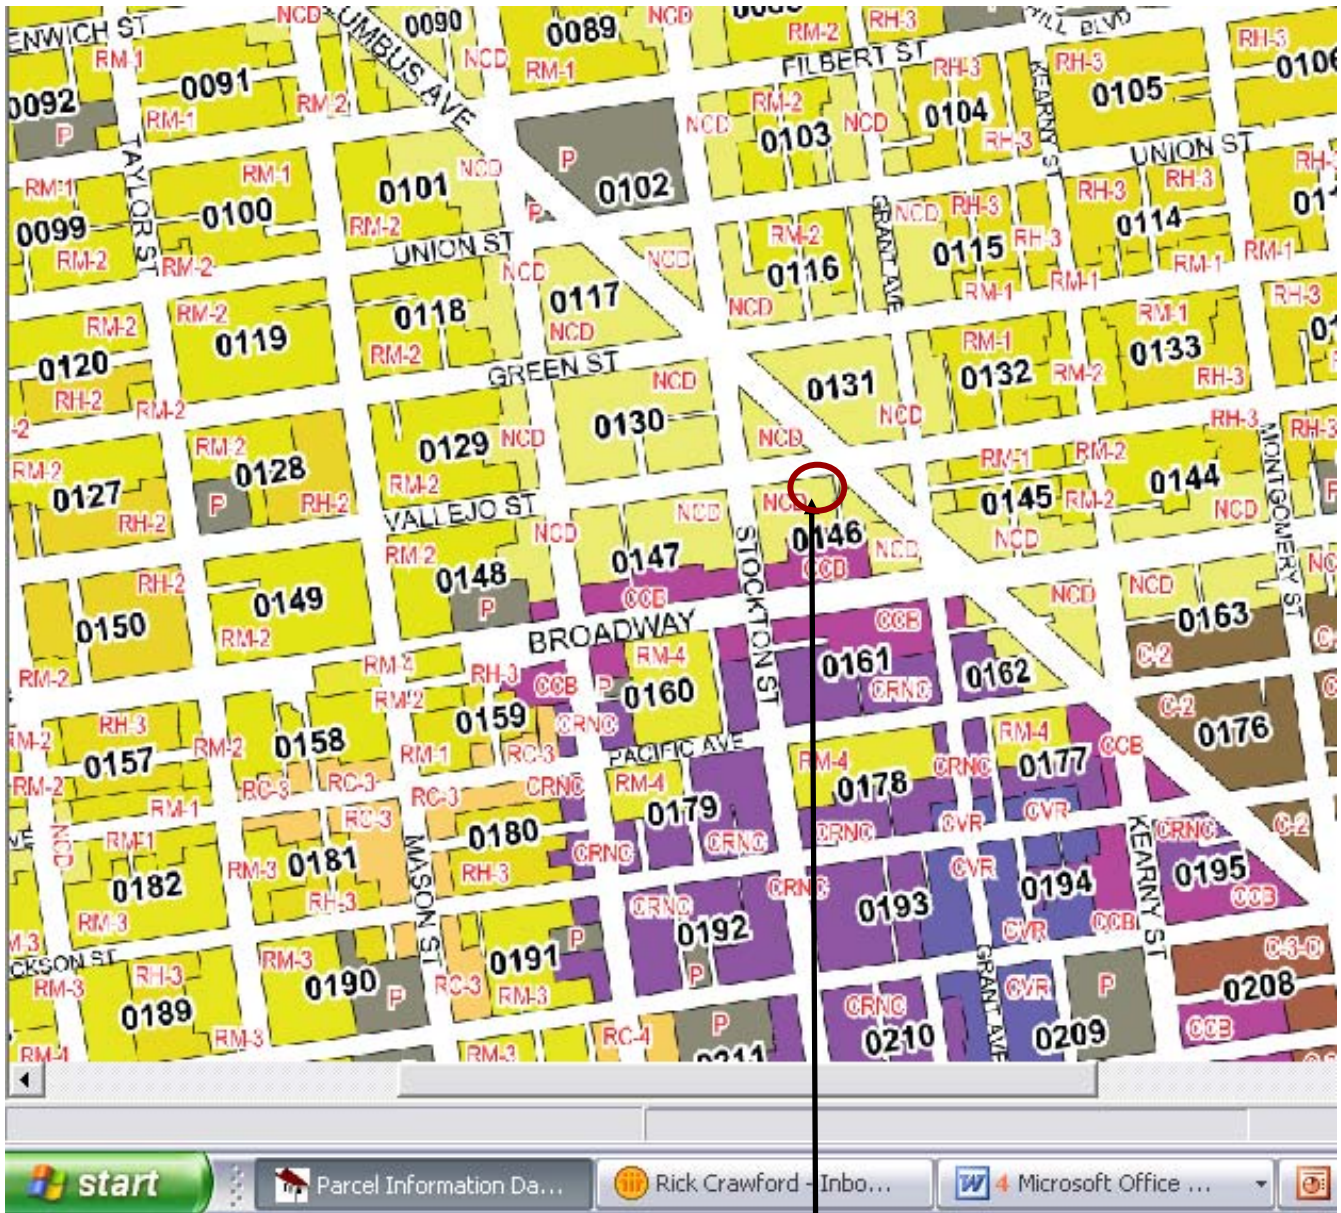 ENWICH ST NCD UMBUS AVE 0090 NCD 0089 NCD RM-2 RH-3 HILL BLVD RH-3
RM-1 0091 RM-2 NCD RM-1 FILBERT ST RH-3 KEARNY ST RH-3 0105 0106
0092 P RM-1 TAYLOR ST NCD RM-2 0103 NCD 0104 RH-3 UNION ST
RM-1 RM-1 0101 NCD P 0102 RH-3 RH-3
0099 0100 RM-2 P GRANT AVE NCD RH-3 0114
RM-2 RM-2 UNION ST NCD NCD RM-2 0116 0115 RH-3 RM-1 RM-1
RM-2 RM-2 0118 0117 NCD RM-1 RM-1 RH-3
0120 0119 RM-2 NCD RM-1 RM-1 0133
RH-2 RM-2 GREEN ST NCD 0131 0132 RM-2 RH-3
RM-2 0129 NCD 0130 NCD NCD RH-3 MONTGOMERY ST RH-3
RM-2 0128 RM-2 RM-1 RM-2 0144
0127 RH-2 P RH-2 VALLEJO ST NCD NCD NCD 0145 RM-2 NCD
RM-2 NCD 0147 STOCKTON ST 0146 NCD NCD
RH-2 0149 0148 P CCB CCB NCD NCD 0163
0150 RM-2 BROADWAY CCB C-2
RM-2 RM-4 RH-3 RM-4 0161 0162
RH-3 RM-2 CCB P 0160 CRNC C-2
RM-2 0157 RM-2 0158 RM-1 0159 CRNC PACIFIC AVE RM-4 RM-4 CCB 0176
RM-2 RC-3 RC-3 RC-3 CRNC RM-4 0178 CRNC 0177
RM-1 RC-3 0179 CRNC CVR CVR CRNC C-2
NCD RM-1 0181 MASON ST 0180 CRNC CRNC KEARNY ST
0182 RM-3 RH-3 RH-3 CRNC CVR 0194 0195
RM-3 CRNC 0192 0193 CVR CCB CCB
CKSON ST RM-3 0191 P GRANT AVE C-3-O
RM-3 RH-3 0190 P RC-3 RM-3 P CRNC CVR P 0208
0189 RM-3 RC-4 P 0210 0209 CCB
RM-4 RM-3 0211
start
Parcel Information Da...
Rick Crawford - Inbo...
4 Microsoft Office ...